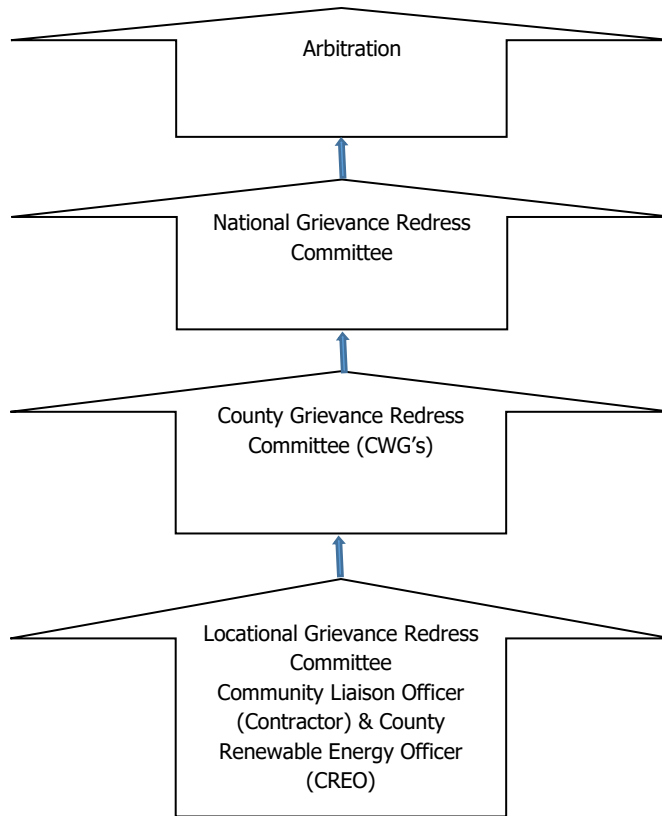 Arbitration
National Grievance Redress
Committee
County Grievance Redress
Committee (CWG’s)
Locational Grievance Redress
Committee
Community Liaison Officer
(Contractor) & County
Renewable Energy Officer
(CREO)